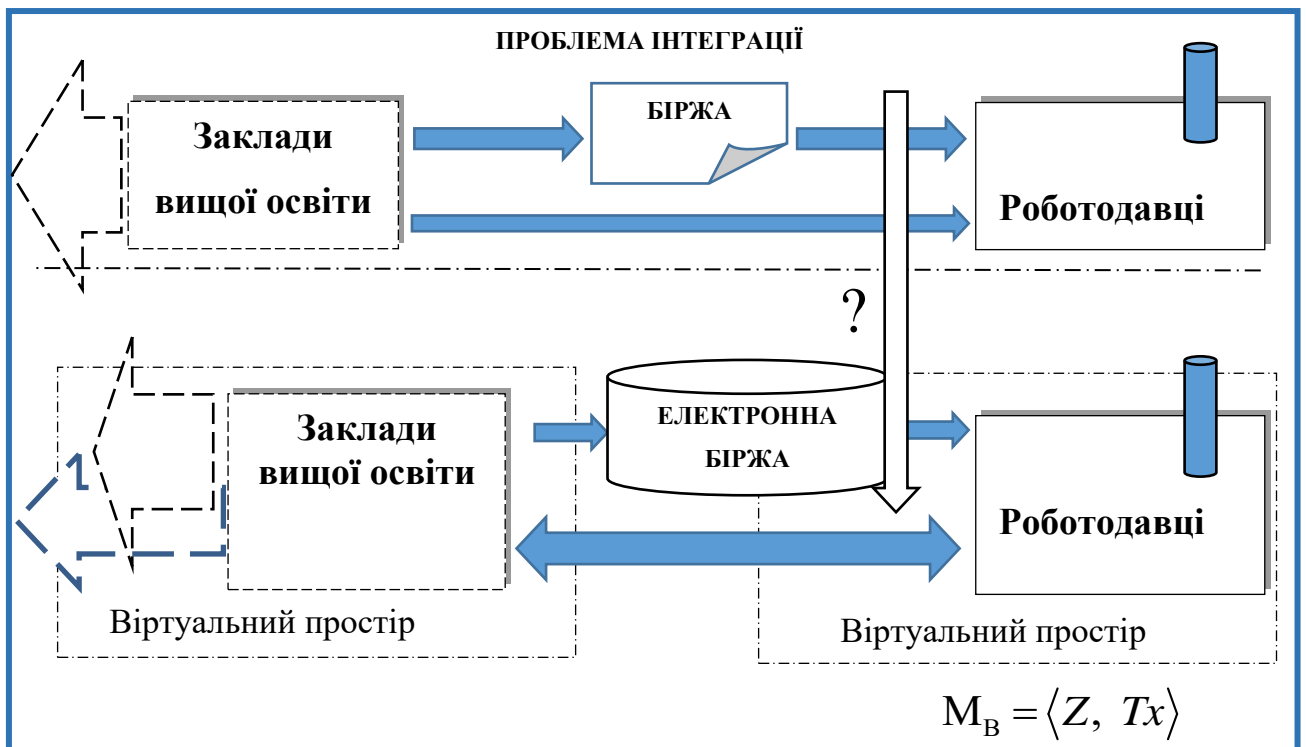 ПРОБЛЕМА ІНТЕГРАЦІЇ
Заклади
вищої освіти
БІРЖА
Роботодавці
?
Заклади
вищої освіти
ЕЛЕКТРОННА
БІРЖА
Роботодавці
Віртуальний простір
Віртуальний простір
M_B = ⟨Z, Tx⟩